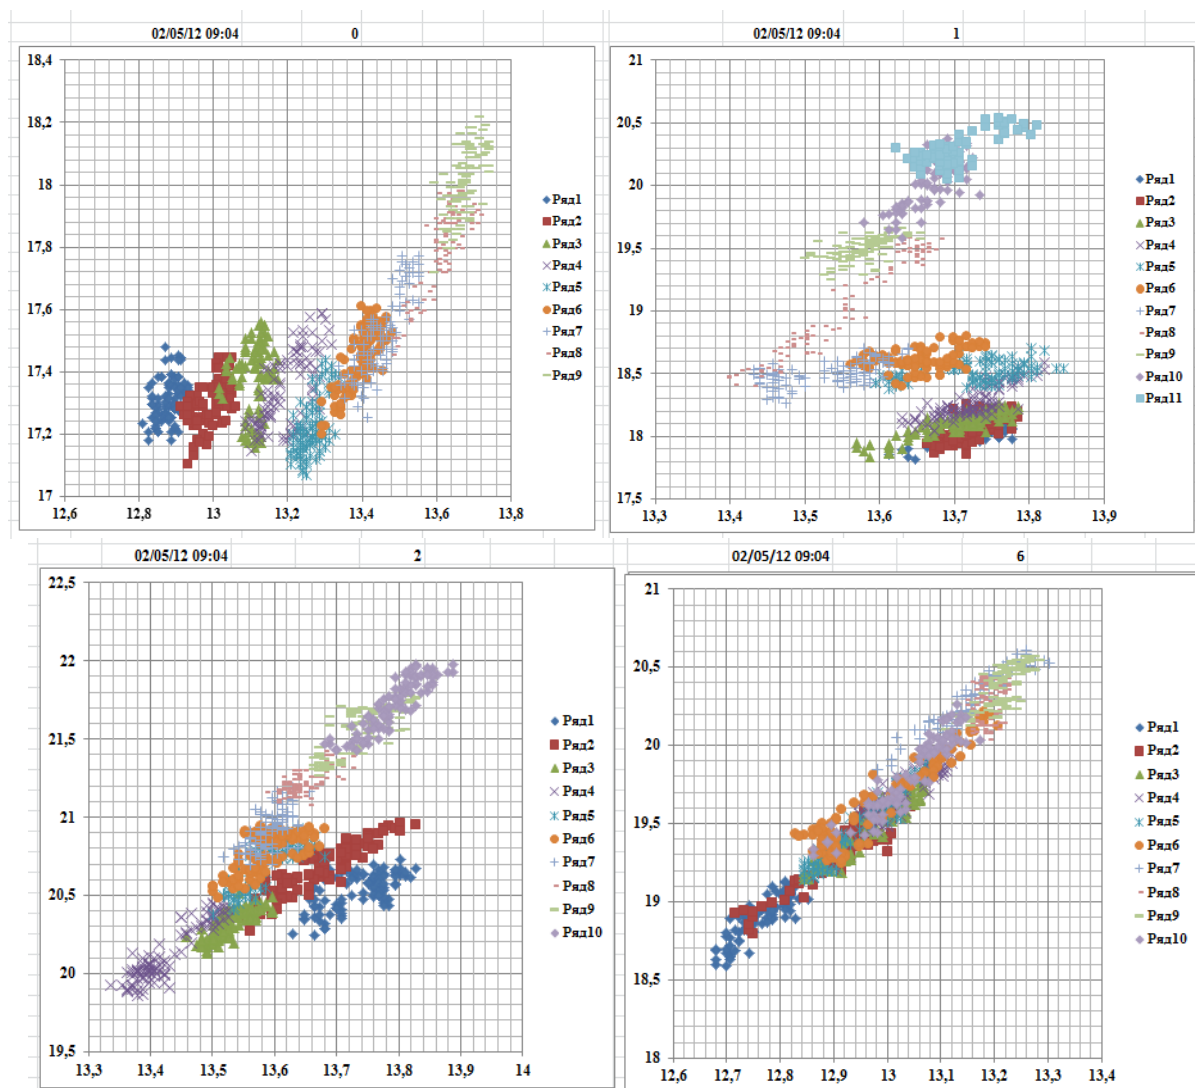 02/05/12 09:04 0
18,4
18,2
18
17,8
17,6
17,4
17,2
17
12,6 12,8 13 13,2 13,4 13,6 13,8
Ряд1
Ряд2
Ряд3
Ряд4
Ряд5
Ряд6
Ряд7
Ряд8
Ряд9
02/05/12 09:04 1
21
20,5
20
19,5
19
18,5
18
17,5
13,3 13,4 13,5 13,6 13,7 13,8 13,9
Ряд1
Ряд2
Ряд3
Ряд4
Ряд5
Ряд6
Ряд7
Ряд8
Ряд9
Ряд10
Ряд11
02/05/12 09:04 2
22,5
22
21,5
21
20,5
20
19,5
13,3 13,4 13,5 13,6 13,7 13,8 13,9 14
Ряд1
Ряд2
Ряд3
Ряд4
Ряд5
Ряд6
Ряд7
Ряд8
Ряд9
Ряд10
02/05/12 09:04 6
21
20,5
20
19,5
19
18,5
18
12,6 12,7 12,8 12,9 13 13,1 13,2 13,3 13,4
Ряд1
Ряд2
Ряд3
Ряд4
Ряд5
Ряд6
Ряд7
Ряд8
Ряд9
Ряд10